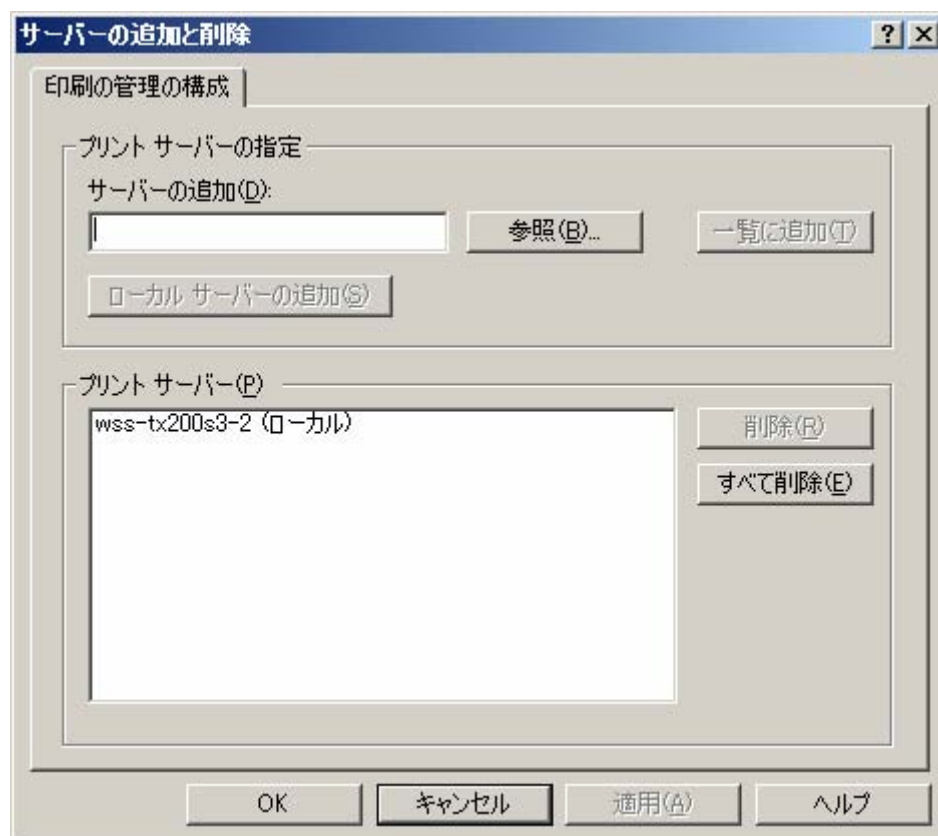 サーバーの追加と削除
印刷の管理の構成
プリント サーバーの指定
サーバーの追加(D):
参照(B)...
一覧に追加(T)
ローカル サーバーの追加(S)
プリント サーバー(P)
wss-tx200s3-2 (ローカル)
削除(R)
すべて削除(E)
OK
キャンセル
適用(A)
ヘルプ